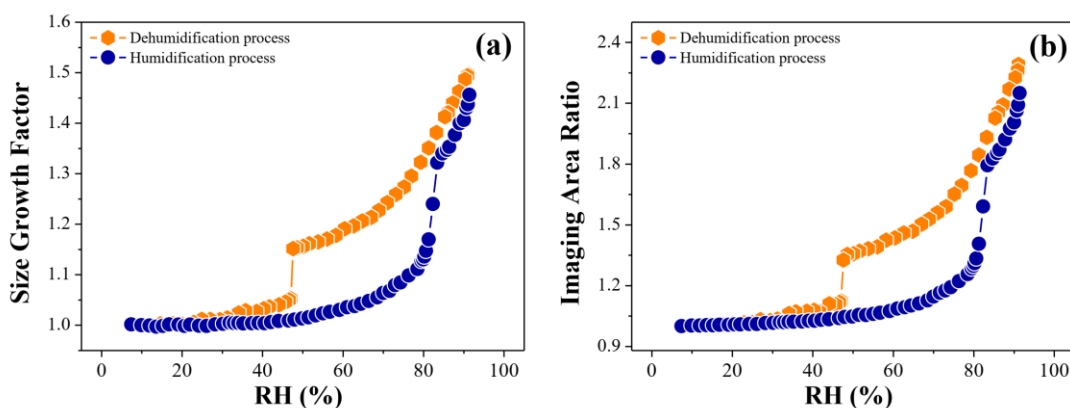 1.6
1.5
1.4
1.3
1.2
1.1
1.0
Size Growth Factor
Dehumidification process
Humidification process
(a)
0 20 40 60 80 100
RH (%)
2.4
2.1
1.8
1.5
1.2
0.9
Imaging Area Ratio
Dehumidification process
Humidification process
(b)
0 20 40 60 80 100
RH (%)